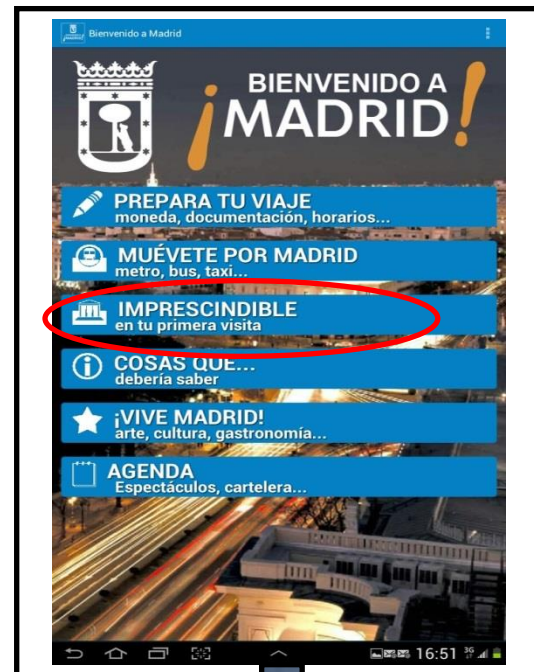 Bienvenido a Madrid
BIENVENIDO A
¡MADRID!
PREPARA TU VIAJE
moneda, documentación, horarios...
MUÉVETE POR MADRID
metro, bus, taxi...
IMPRESCINDIBLE
en tu primera visita
COSAS QUE...
debería saber
¡VIVE MADRID!
arte, cultura, gastronomía...
AGENDA
Espectáculos, cartelera...
16:51 3G